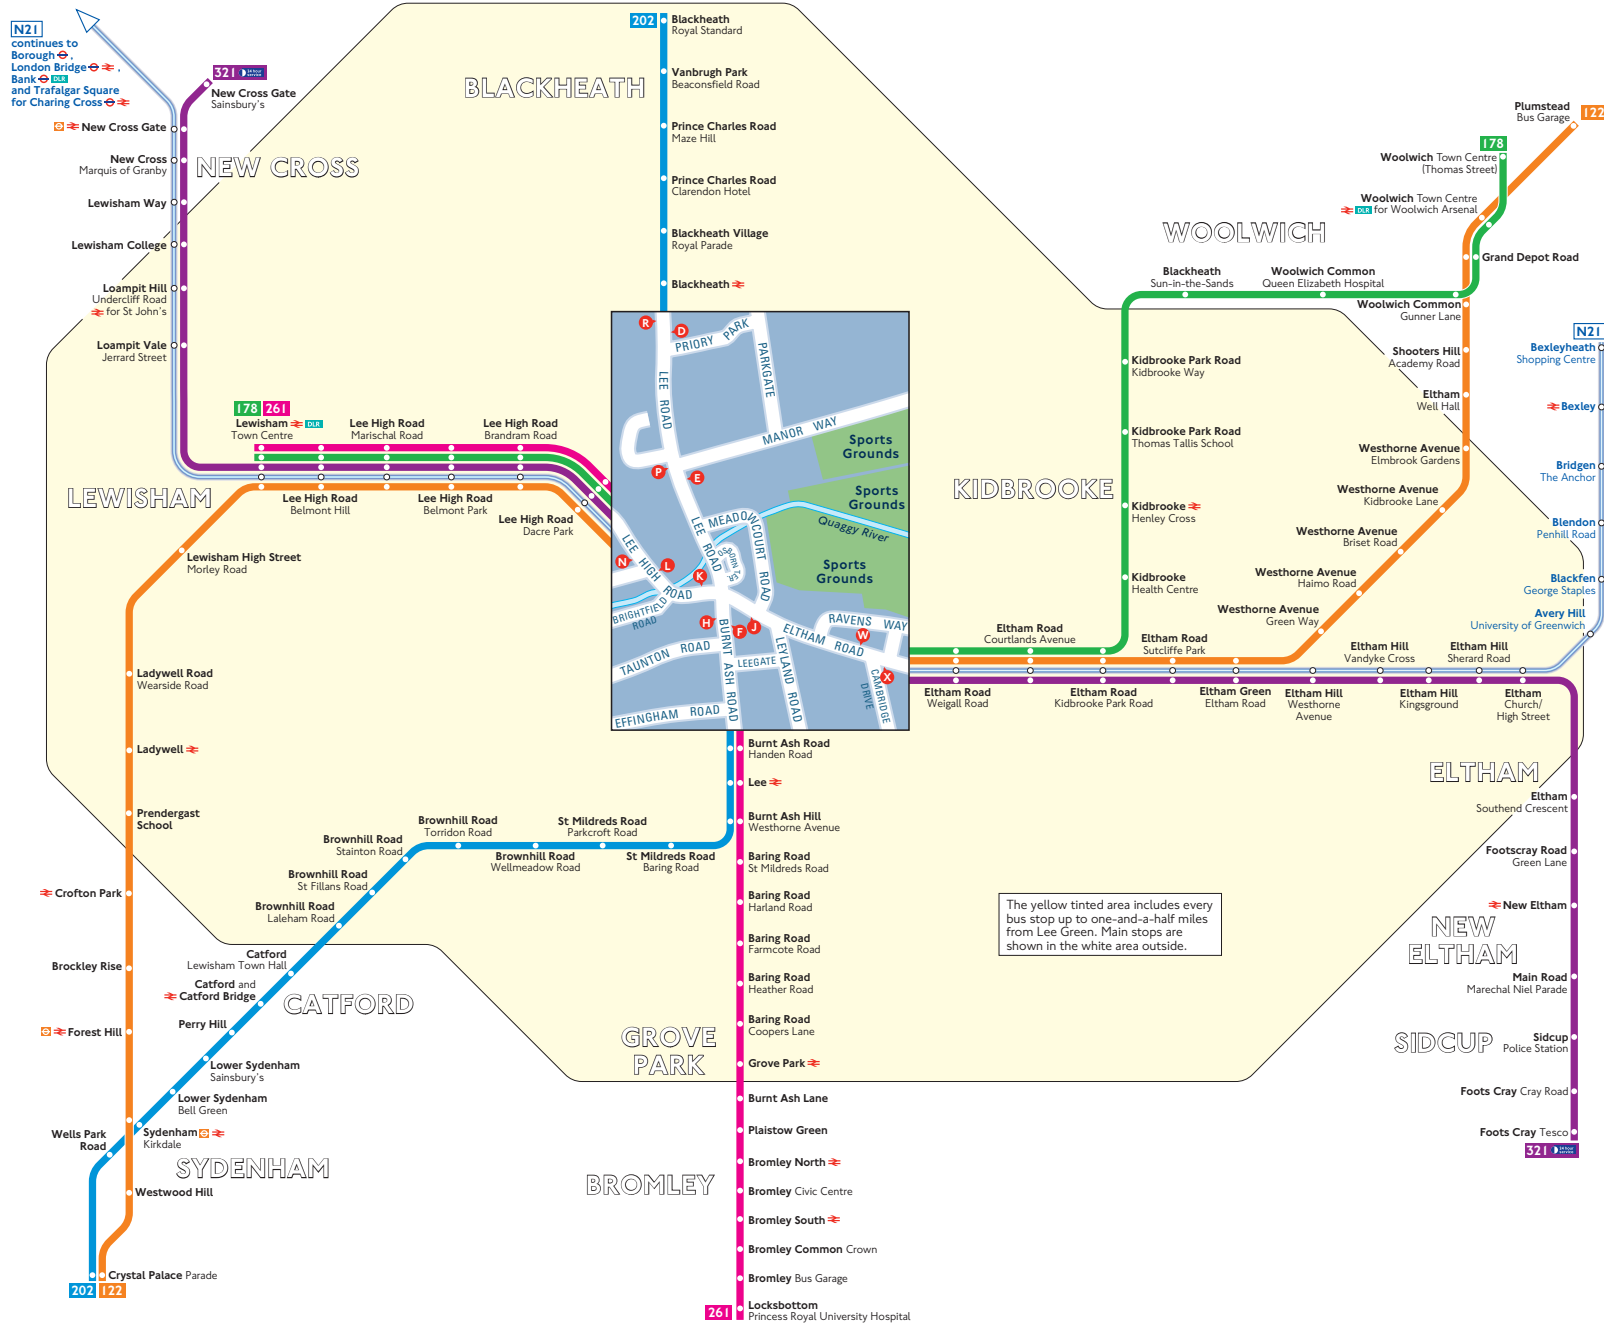 N21
continues to
Borough ,
London Bridge ,
Bank DLR
and Trafalgar Square
for Charing Cross
321 24 hour service
New Cross Gate
Sainsbury's
New Cross Gate
New Cross
Marquis of Granby
NEW CROSS
Lewisham Way
Lewisham College
Loampit Hill
Undercliff Road
for St John's
Loampit Vale
Jerrard Street
202
Blackheath
Royal Standard
BLACKHEATH
Vanbrugh Park
Beaconsfield Road
Prince Charles Road
Maze Hill
Prince Charles Road
Clarendon Hotel
Blackheath Village
Royal Parade
Blackheath
Plumstead
Bus Garage
122
178
Woolwich Town Centre
(Thomas Street)
Woolwich Town Centre
DLR for Woolwich Arsenal
WOOLWICH
Grand Depot Road
Blackheath
Sun-in-the-Sands
Woolwich Common
Queen Elizabeth Hospital
Woolwich Common
Gunner Lane
Shooters Hill
Academy Road
Eltham
Well Hall
Westhorne Avenue
Elmbrook Gardens
Westhorne Avenue
Kidbrooke Lane
Westhorne Avenue
Briset Road
Westhorne Avenue
Haimo Road
Westhorne Avenue
Green Way
N21
Bexleyheath
Shopping Centre
Bexley
Bridgen
The Anchor
Blendon
Penhill Road
Blackfen
George Staples
Avery Hill
University of Greenwich
Kidbrooke Park Road
Kidbrooke Way
Kidbrooke Park Road
Thomas Tallis School
KIDBROOKE
Kidbrooke
Henley Cross
Kidbrooke
Health Centre
178 261
Lewisham DLR
Town Centre
Lee High Road
Marischal Road
Lee High Road
Brandram Road
LEWISHAM
Lee High Road
Belmont Hill
Lee High Road
Belmont Park
Lee High Road
Dacre Park
Lewisham High Street
Morley Road
R
D
PRIORY PARK
PARKGATE
LEE ROAD
MANOR WAY
Sports
Grounds
P
E
Sports
Grounds
MEADOWCOURT ROAD
Quaggy River
LEE ROAD
OSBORN TSR
Sports
Grounds
LEE HIGH ROAD
N
L
K
BRIGHTFIELD
ROAD
H
F
J
RAVENS WAY
W
ELTHAM ROAD
TAUNTON ROAD
BURNT ASH ROAD
LEEGATE
LEYLAND ROAD
X
CAMBRIDGE
DRIVE
EFFINGHAM ROAD
Eltham Road
Courtlands Avenue
Eltham Road
Sutcliffe Park
Eltham Hill
Vandyke Cross
Eltham Hill
Sherard Road
Eltham Road
Weigall Road
Eltham Road
Kidbrooke Park Road
Eltham Green
Eltham Road
Eltham Hill
Westhorne
Avenue
Eltham Hill
Kingsground
Eltham
Church/
High Street
Ladywell Road
Wearside Road
Ladywell
Prendergast
School
Crofton Park
Brockley Rise
Forest Hill
Burnt Ash Road
Handen Road
Lee
Burnt Ash Hill
Westhorne Avenue
Baring Road
St Mildreds Road
Baring Road
Harland Road
Baring Road
Farmcote Road
Baring Road
Heather Road
Baring Road
Coopers Lane
GROVE
PARK
Grove Park
Burnt Ash Lane
Plaistow Green
Bromley North
BROMLEY
Bromley Civic Centre
Bromley South
Bromley Common Crown
Bromley Bus Garage
261
Locksbottom
Princess Royal University Hospital
St Mildreds Road
Baring Road
St Mildreds Road
Parkcroft Road
Brownhill Road
Wellmeadow Road
Brownhill Road
Torridon Road
Brownhill Road
Stainton Road
Brownhill Road
St Fillans Road
Brownhill Road
Laleham Road
Catford
Lewisham Town Hall
Catford and
Catford Bridge
CATFORD
Perry Hill
Lower Sydenham
Sainsbury's
Lower Sydenham
Bell Green
Sydenham
Kirkdale
Wells Park
Road
SYDENHAM
Westwood Hill
Crystal Palace Parade
202 122
The yellow tinted area includes every
bus stop up to one-and-a-half miles
from Lee Green. Main stops are
shown in the white area outside.
ELTHAM
Eltham
Southend Crescent
Footscray Road
Green Lane
New Eltham
NEW
ELTHAM
Main Road
Marechal Niel Parade
SIDCUP
Sidcup
Police Station
Foots Cray Cray Road
Foots Cray Tesco
321 24 hour service